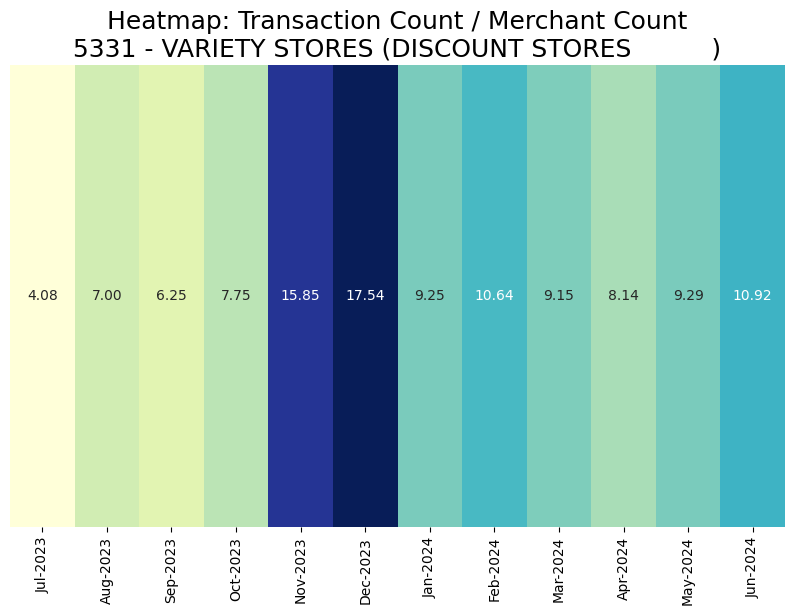 Heatmap: Transaction Count / Merchant Count
5331 - VARIETY STORES (DISCOUNT STORES          )
4.08 7.00 6.25 7.75 15.85 17.54 9.25 10.64 9.15 8.14 9.29 10.92
Jul-2023 Aug-2023 Sep-2023 Oct-2023 Nov-2023 Dec-2023 Jan-2024 Feb-2024 Mar-2024 Apr-2024 May-2024 Jun-2024